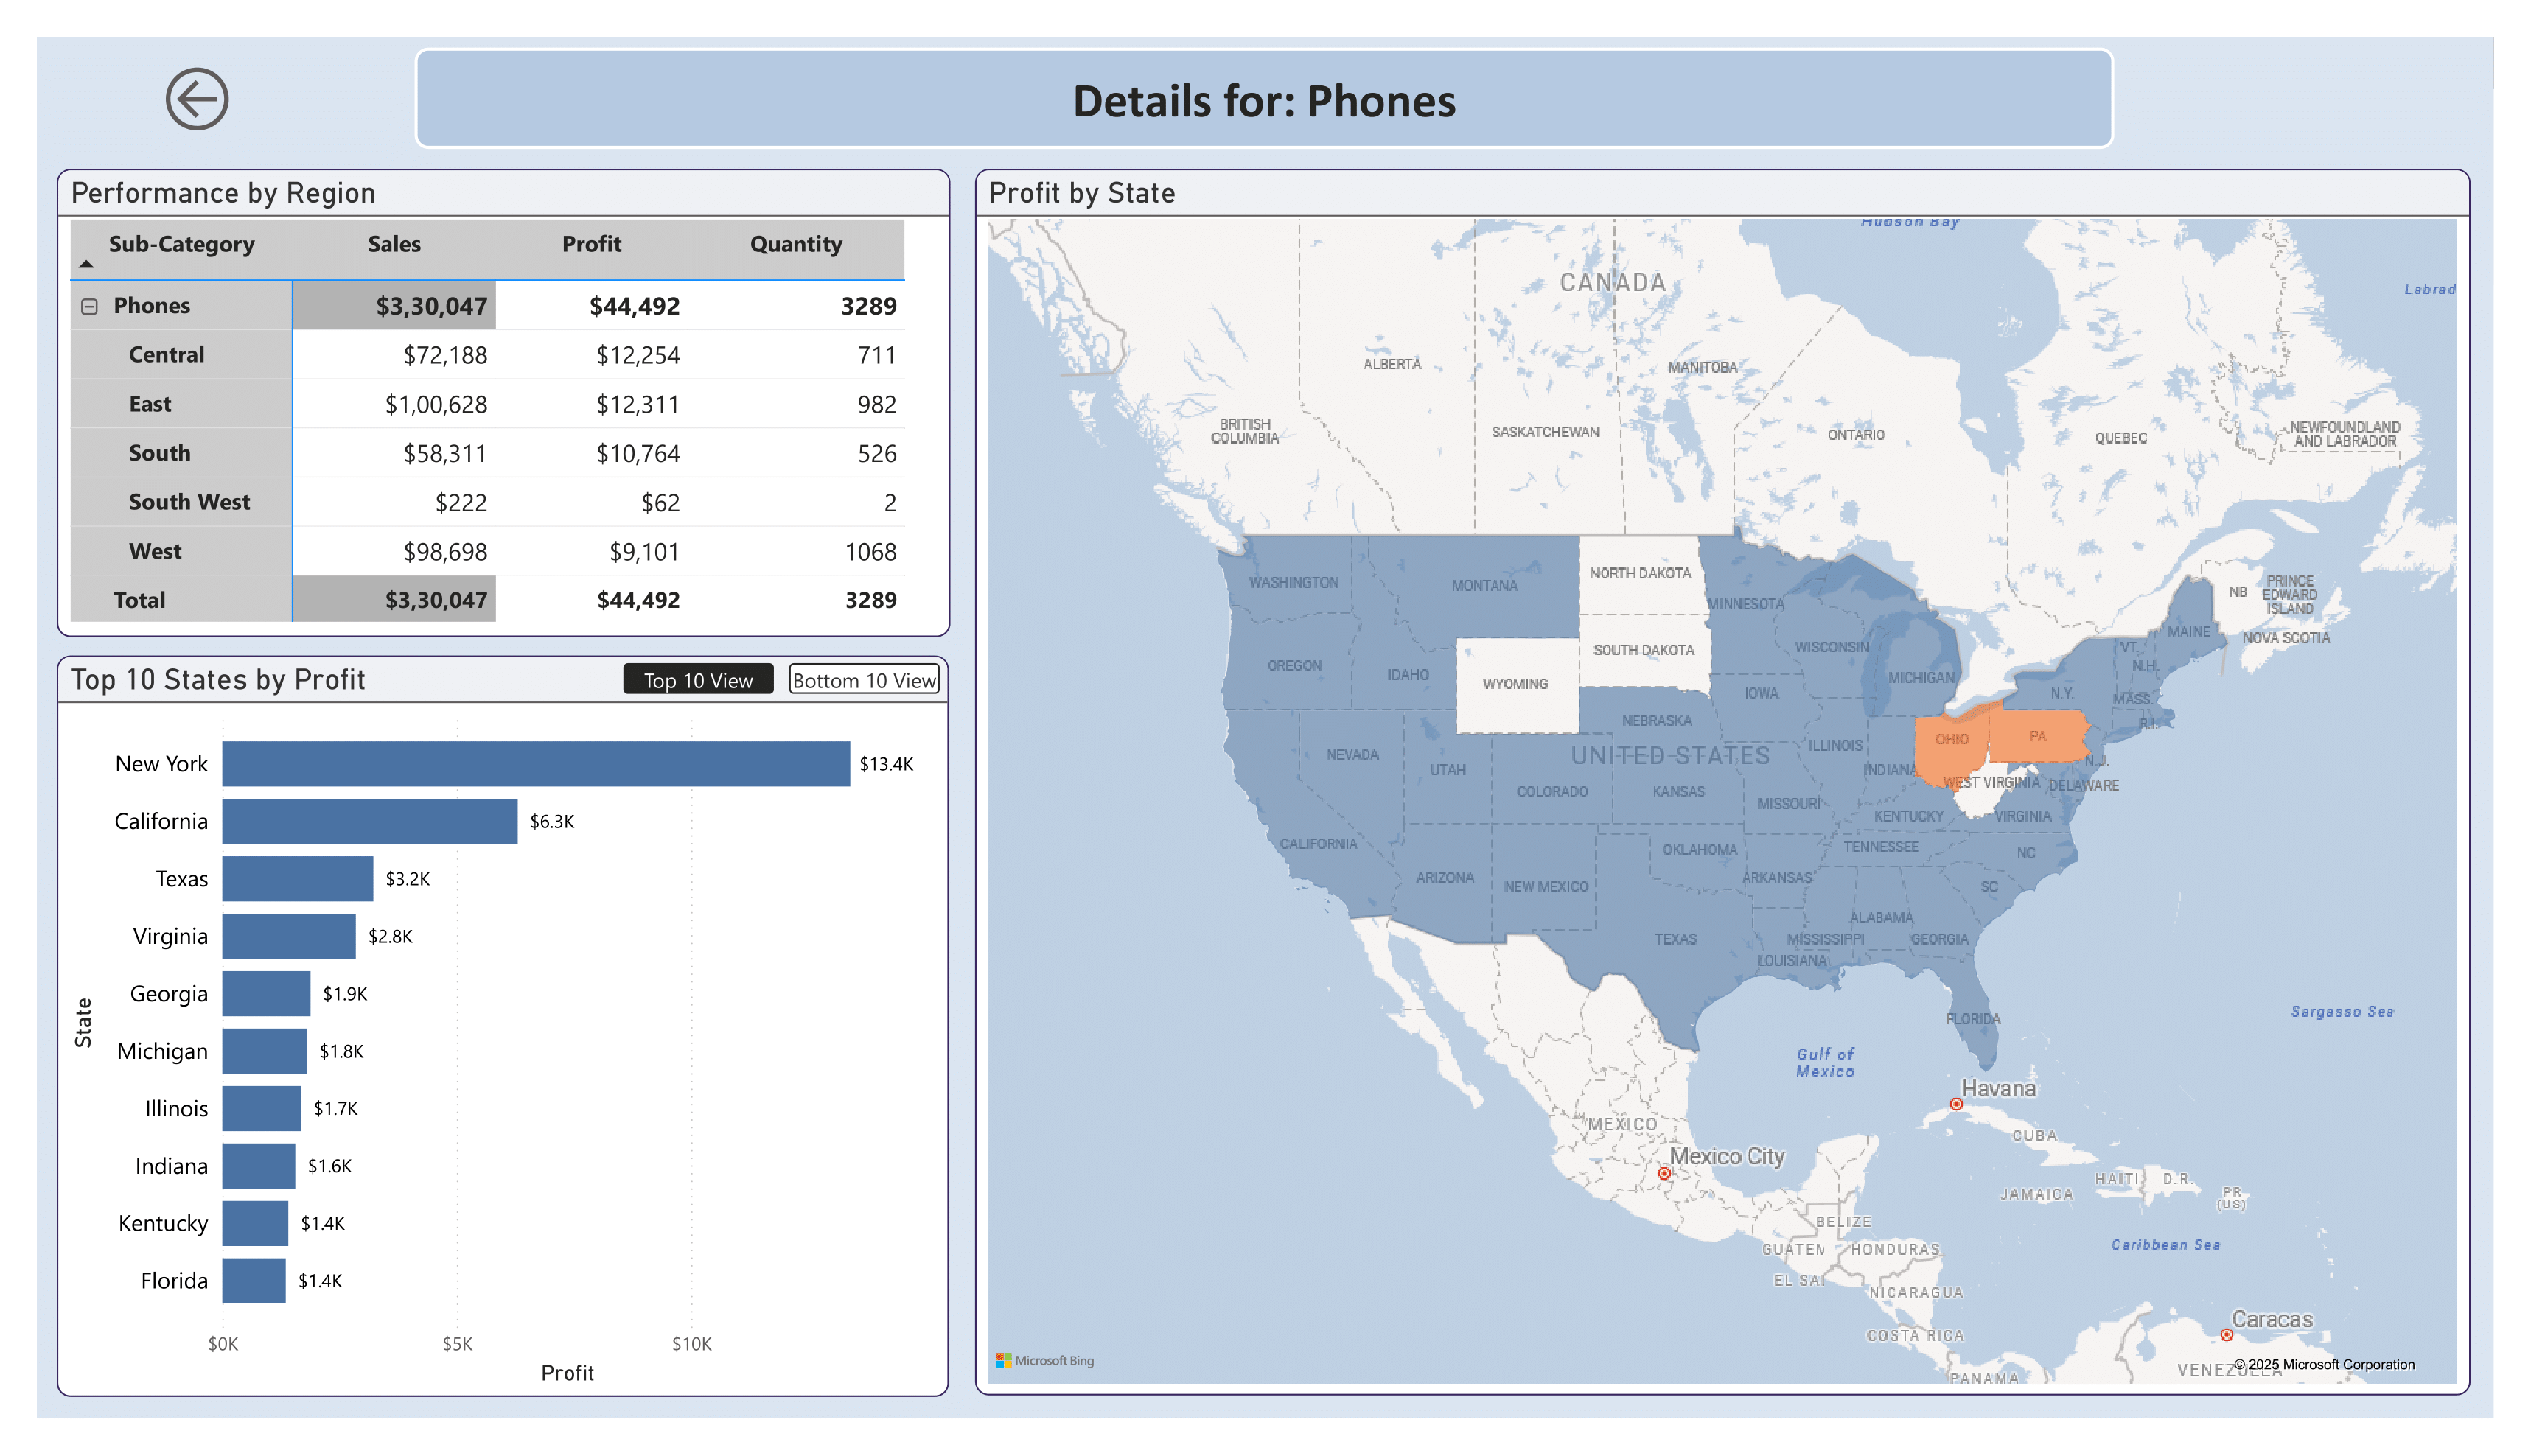 Details for: Phones
Performance by Region
Sub-Category Sales Profit Quantity
Phones $3,30,047 $44,492 3289
Central $72,188 $12,254 711
East $1,00,628 $12,311 982
South $58,311 $10,764 526
South West $222 $62 2
West $98,698 $9,101 1068
Total $3,30,047 $44,492 3289
Top 10 States by Profit
Top 10 View
Bottom 10 View
State
New York $13.4K
California $6.3K
Texas $3.2K
Virginia $2.8K
Georgia $1.9K
Michigan $1.8K
Illinois $1.7K
Indiana $1.6K
Kentucky $1.4K
Florida $1.4K
$0K $5K $10K
Profit
Profit by State
Hudson Bay
CANADA
Labrad
ALBERTA
MANITOBA
BRITISH
COLUMBIA
SASKATCHEWAN
ONTARIO
QUEBEC
NEWFOUNDLAND
AND LABRADOR
WASHINGTON
MONTANA
NORTH DAKOTA
MINNESOTA
NB
PRINCE
EDWARD
ISLAND
MAINE
NOVA SCOTIA
OREGON
IDAHO
SOUTH DAKOTA
WISCONSIN
VT.
N.H.
WYOMING
MICHIGAN
IOWA
N.Y.
MASS.
R.I.
NEBRASKA
NEVADA
UTAH
UNITED STATES
ILLINOIS
INDIANA
OHIO
PA
N.J.
WEST VIRGINIA
DELAWARE
COLORADO
KANSAS
MISSOURI
KENTUCKY
VIRGINIA
CALIFORNIA
OKLAHOMA
TENNESSEE
NC
ARIZONA
NEW MEXICO
ARKANSAS
SC
ALABAMA
TEXAS
MISSISSIPPI
GEORGIA
LOUISIANA
FLORIDA
Sargasso Sea
Gulf of
Mexico
Havana
MEXICO
CUBA
Mexico City
HAITI
D.R.
JAMAICA
PR
(US)
BELIZE
GUATEM
HONDURAS
Caribbean Sea
EL SA
NICARAGUA
Caracas
COSTA RICA
Microsoft Bing
VENEZUELA
© 2025 Microsoft Corporation
PANAMA